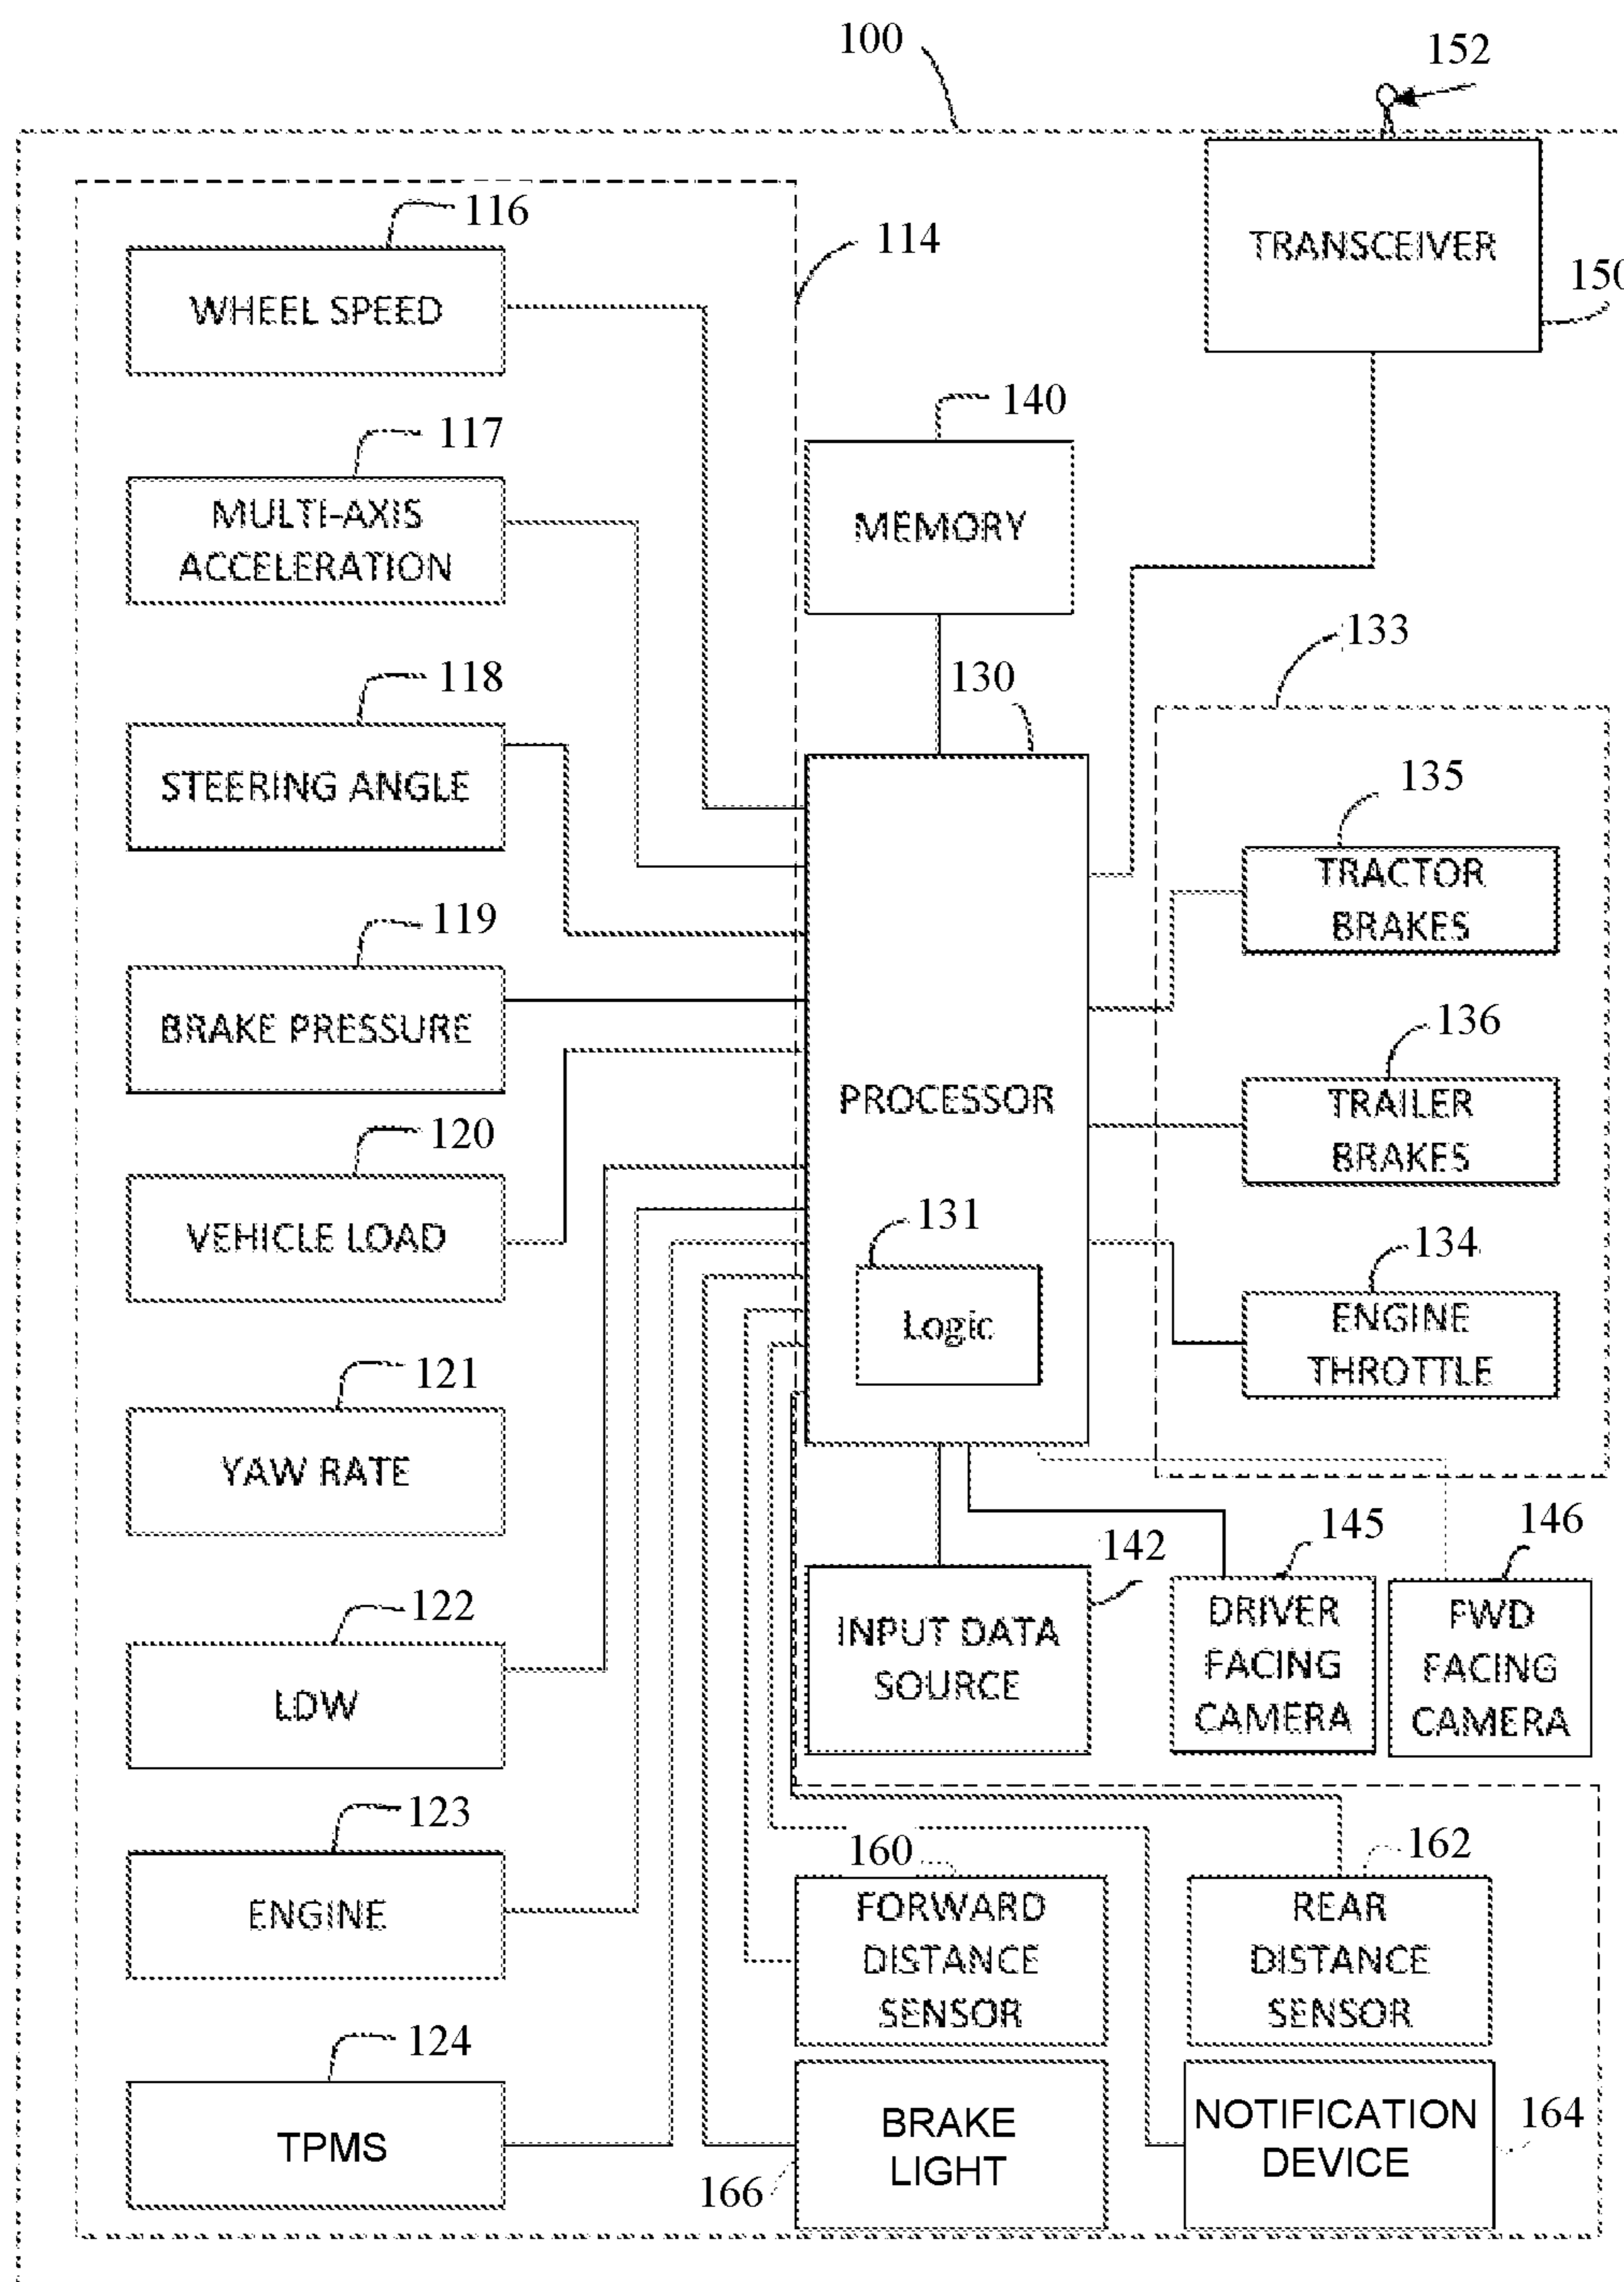 100
152
116
114
WHEEL SPEED
TRANSCEIVER
150
117
140
MULTI-AXIS
ACCELERATION
MEMORY
133
118
130
STEERING ANGLE
135
TRACTOR
BRAKES
119
BRAKE PRESSURE
136
TRAILER
BRAKES
PROCESSOR
120
VEHICLE LOAD
131
Logic
134
ENGINE
THROTTLE
121
YAW RATE
142
145
146
122
LDW
INPUT DATA
SOURCE
DRIVER
FACING
CAMERA
FWD
FACING
CAMERA
123
ENGINE
160
162
FORWARD
DISTANCE
SENSOR
REAR
DISTANCE
SENSOR
124
TPMS
BRAKE
LIGHT
166
NOTIFICATION
DEVICE
164